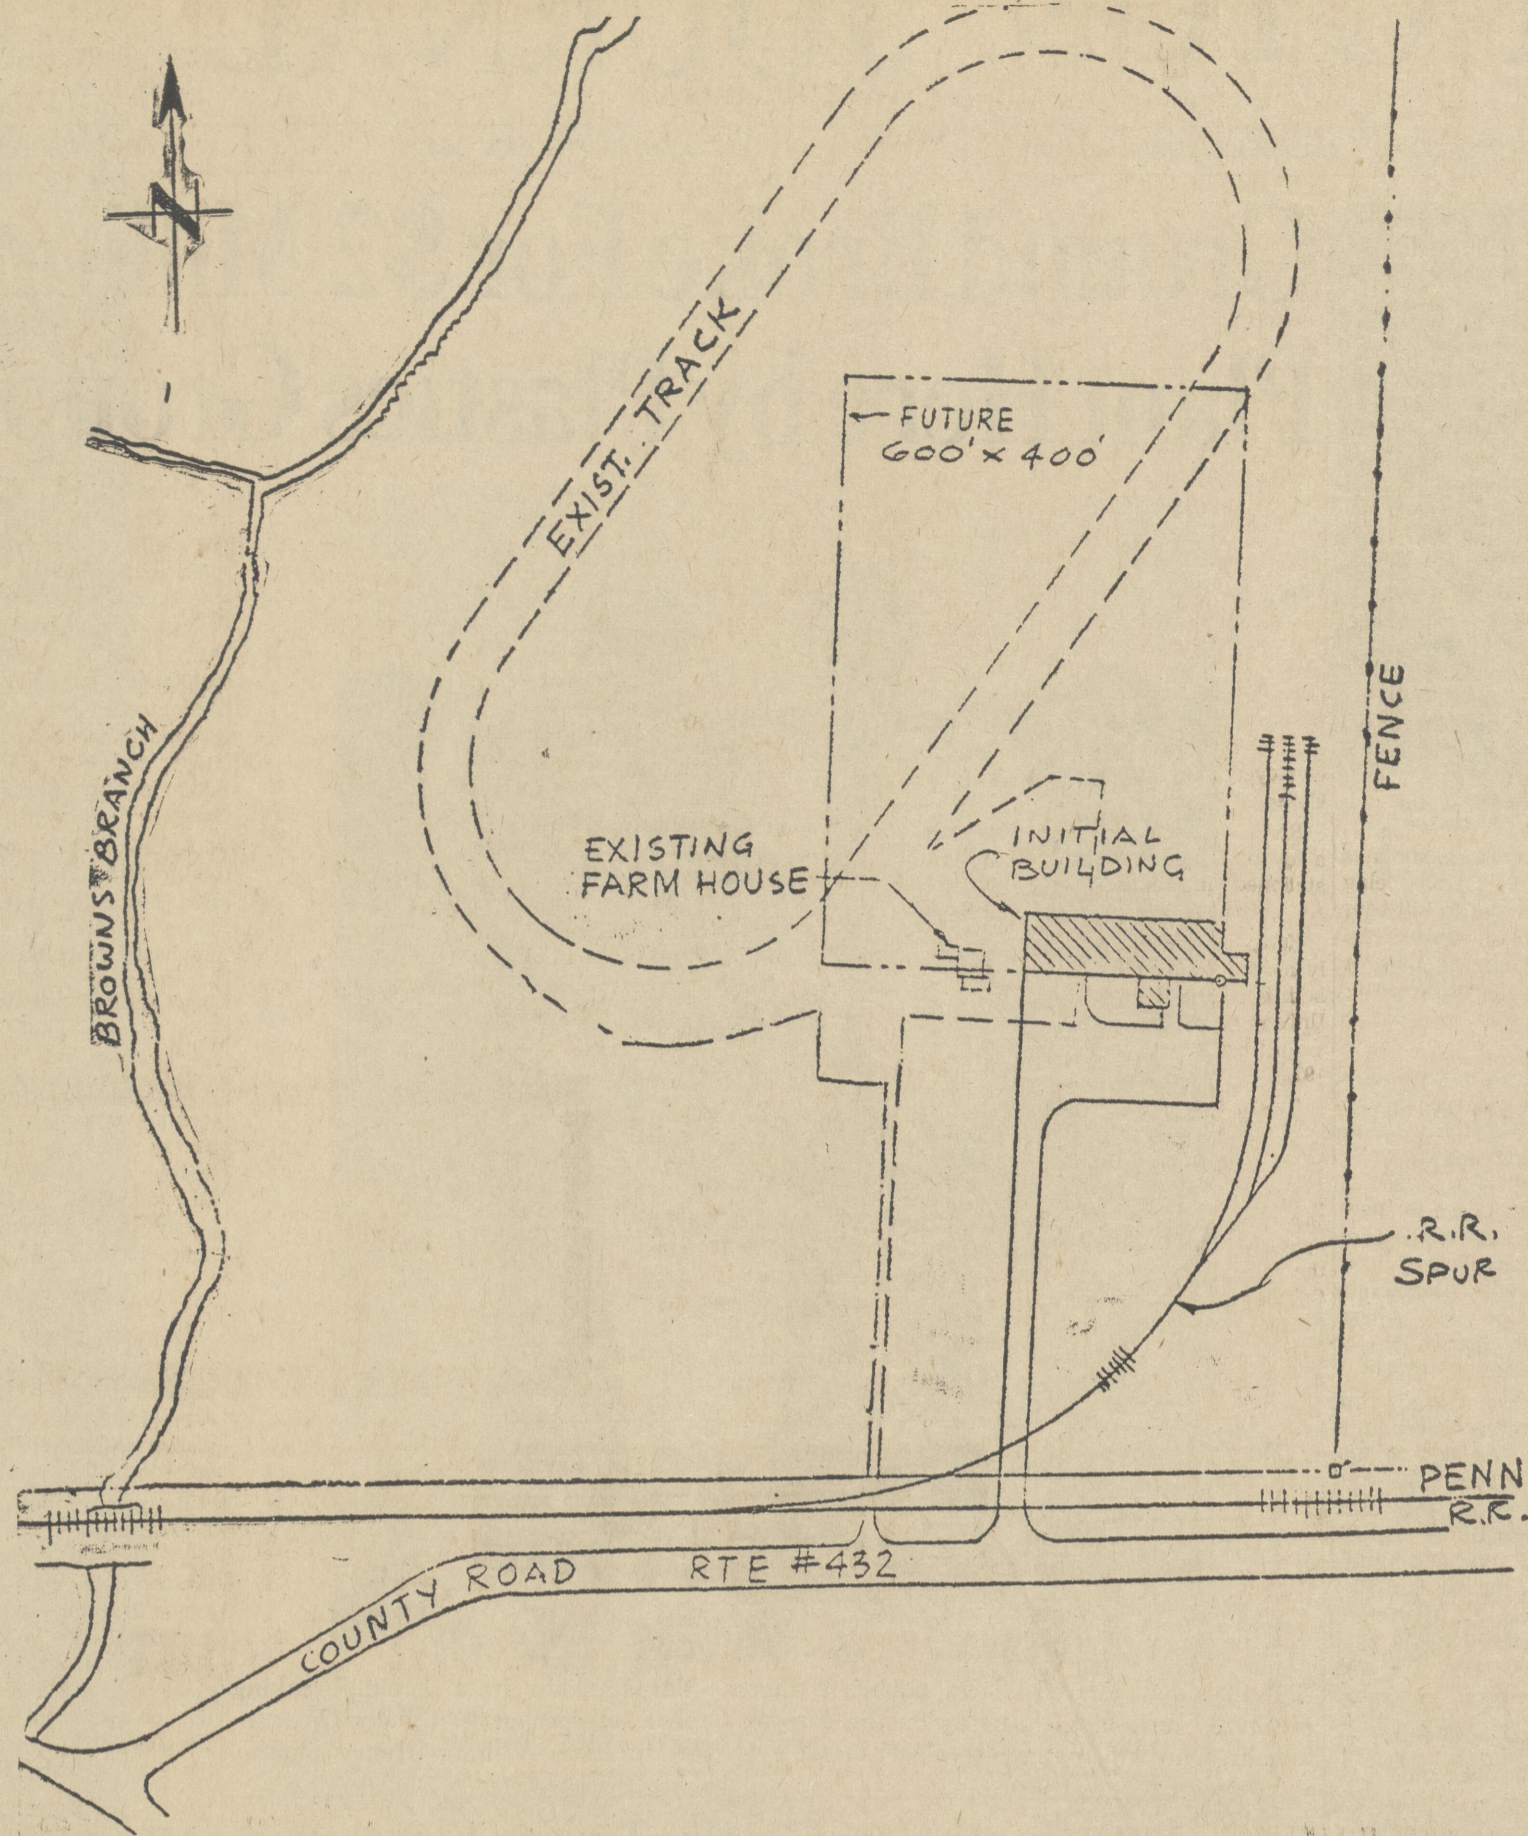 N
EXIST. TRACK
FUTURE
600' x 400'
FENCE
BROWNS BRANCH
EXISTING
FARM HOUSE
INITIAL
BUILDING
R.R.
SPUR
PENN
R.R.
COUNTY ROAD RTE #432